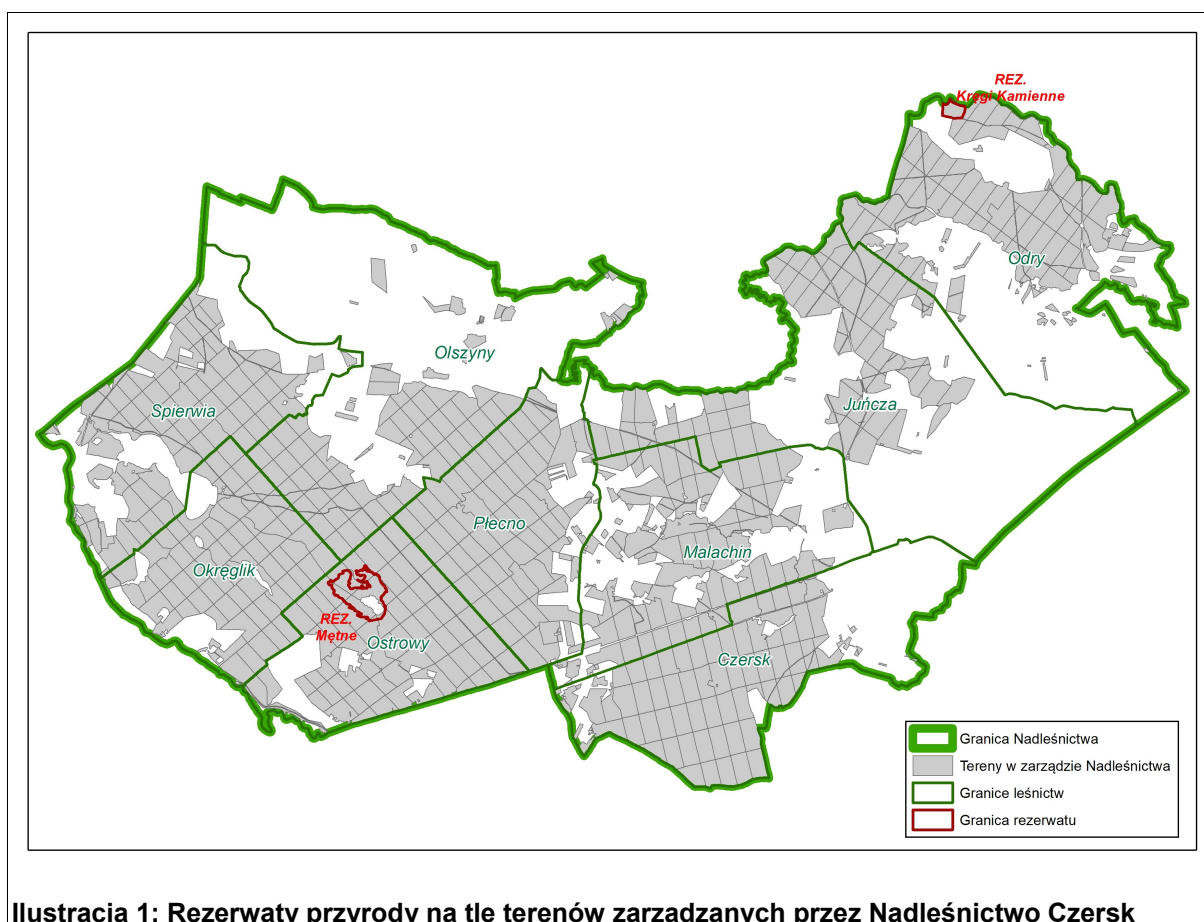 REZ.
Kręgi Kamienne
Odry
Olszyny
Spierwia
Juńcza
Płecno
Malachin
Okręglik
REZ.
Mętne
Ostrowy
Czersk
Granica Nadleśnictwa
Tereny w zarządzie Nadleśnictwa
Granice leśnictw
Granica rezerwatu
Ilustracja 1: Rezerwaty przyrody na tle terenów zarządzanych przez Nadleśnictwo Czersk